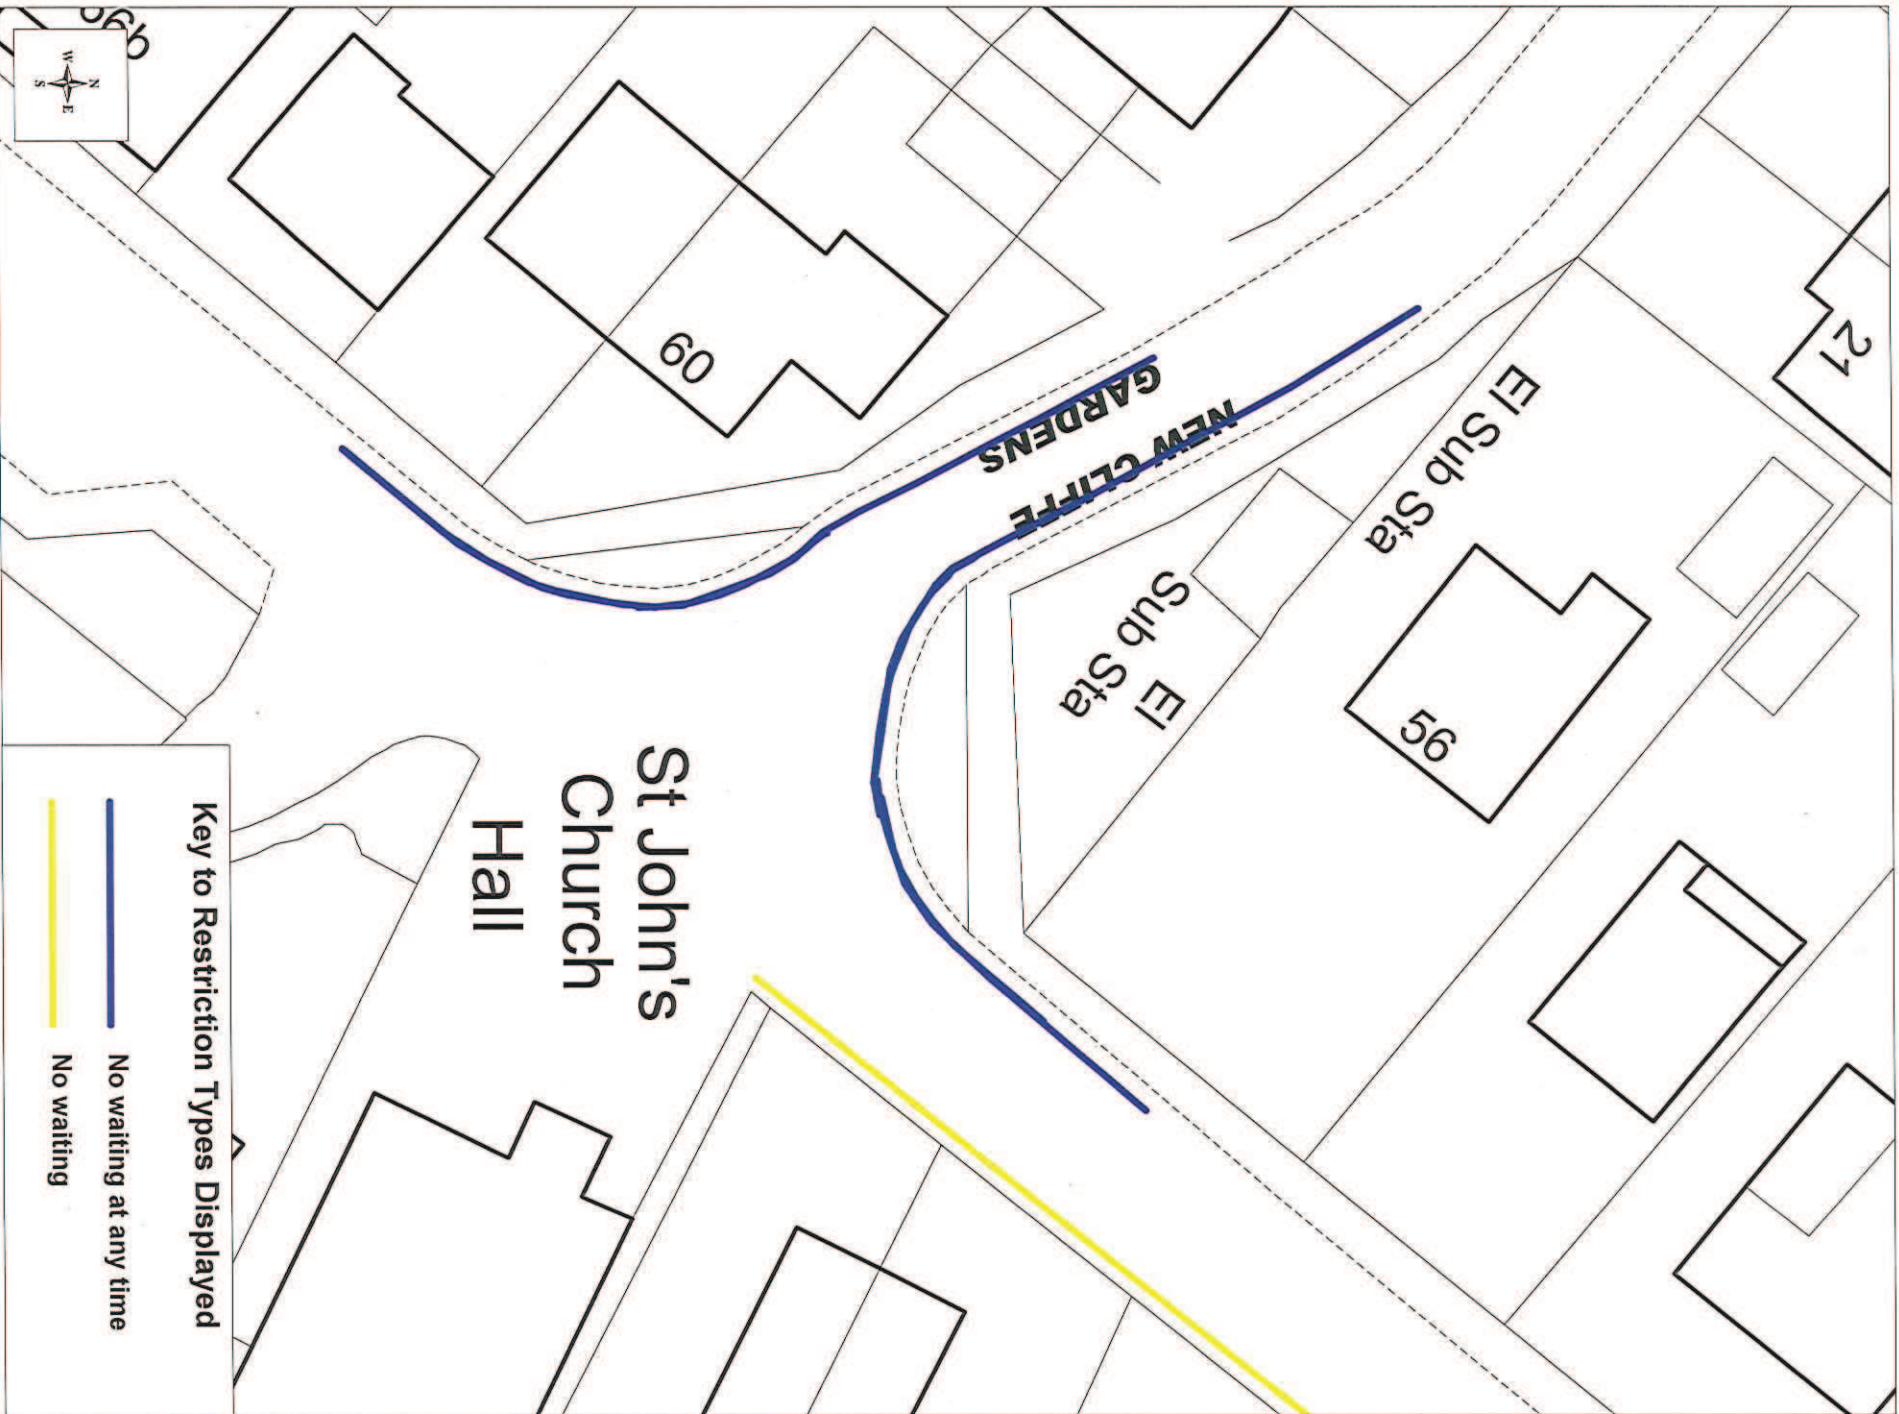 21
El Sub Sta
56
El
Sub Sta
NEW CLIFFE
GARDENS
60
St John's
Church
Hall
N
W E
S
Key to Restriction Types Displayed
No waiting at any time
No waiting